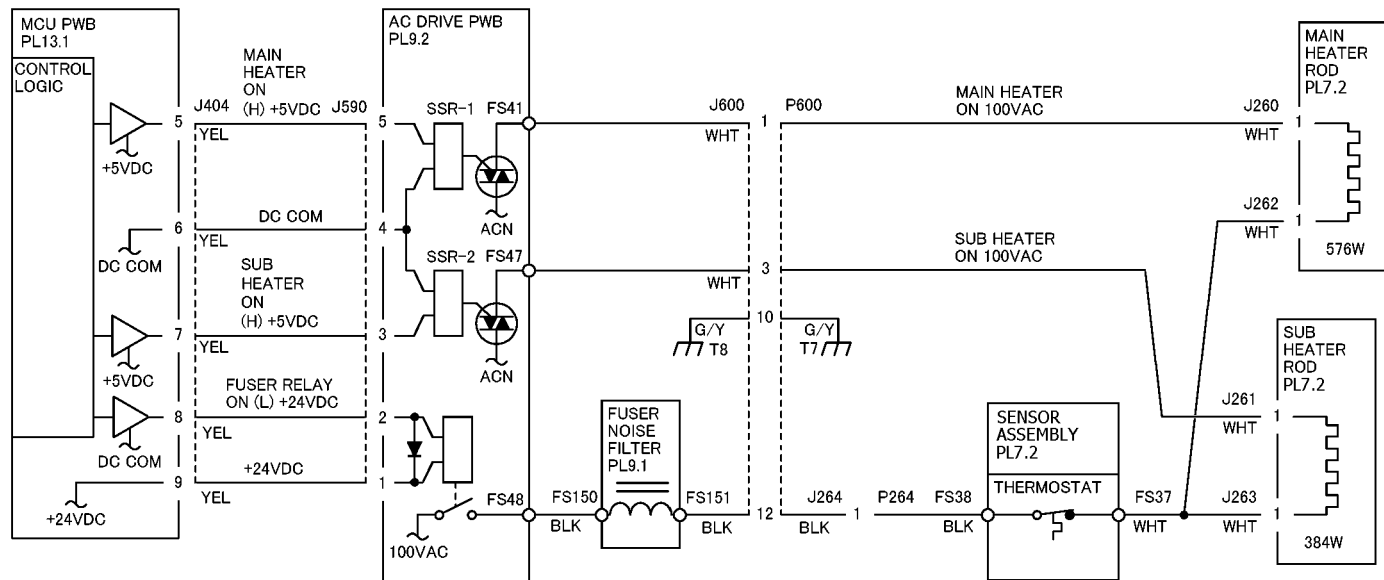 MCU PWB
PL13.1
CONTROL
LOGIC
+5VDC
DC COM
+5VDC
DC COM
+24VDC
5
6
7
8
9
J404
J590
YEL
YEL
YEL
YEL
YEL
MAIN
HEATER
ON
(H) +5VDC
DC COM
SUB
HEATER
ON
(H) +5VDC
FUSER RELAY
ON (L) +24VDC
+24VDC
AC DRIVE PWB
PL9.2
5
4
3
2
1
SSR-1
FS41
ACN
SSR-2
FS47
ACN
FS48
100VAC
BLK
FS150
FUSER
NOISE
FILTER
PL9.1
FS151
BLK
J600
P600
WHT
1
WHT
3
G/Y
T8
10
G/Y
T7
12
MAIN HEATER
ON 100VAC
SUB HEATER
ON 100VAC
J264
BLK
1
P264
FS38
BLK
SENSOR
ASSEMBLY
PL7.2
THERMOSTAT
FS37
WHT
J260
WHT
1
J262
WHT
1
MAIN
HEATER
ROD
PL7.2
576W
J261
WHT
1
J263
WHT
1
SUB
HEATER
ROD
PL7.2
384W